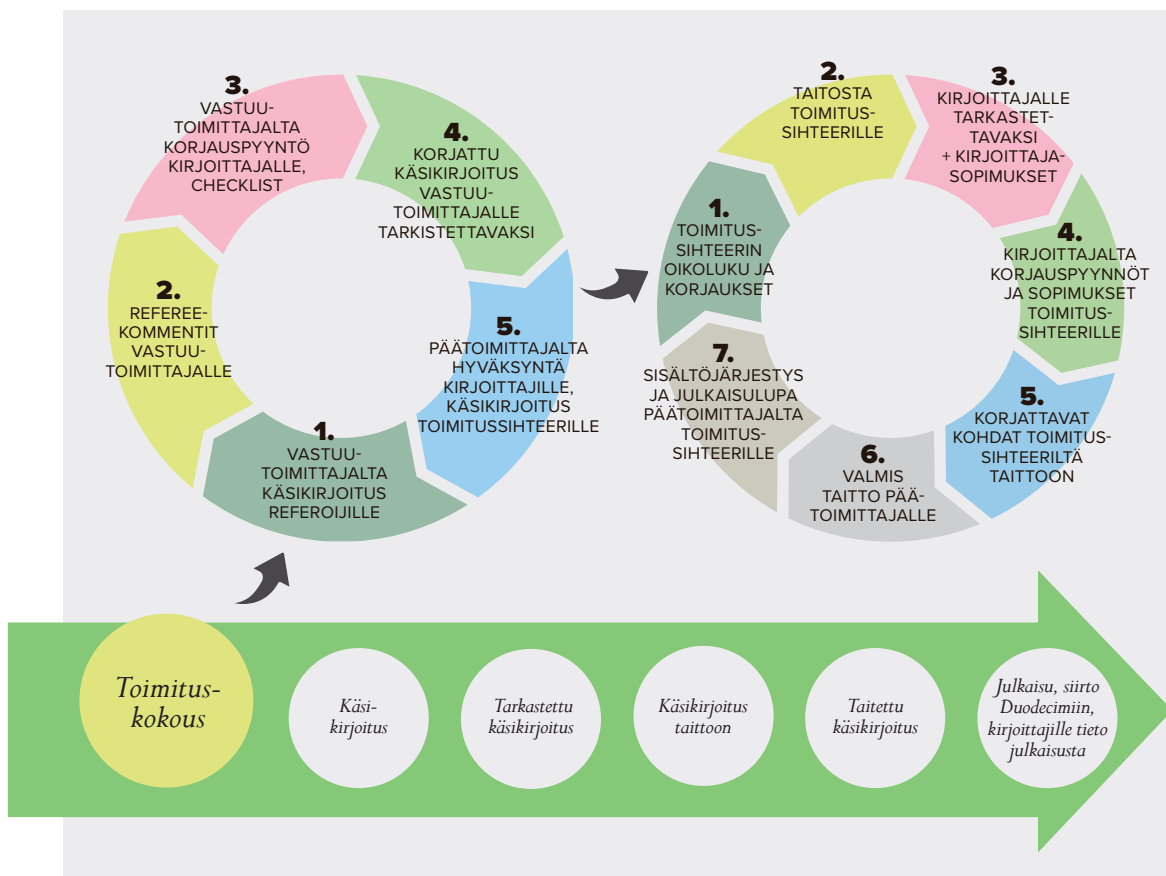 1.
VASTUU-
TOIMITTAJALTA
KÄSIKIRJOITUS
REFEROIJILLE
2.
REFEREE-
KOMMENTIT
VASTUU-
TOIMITTAJALLE
3.
VASTUU-
TOIMITTAJALTA
KORJAUSPYYNTÖ
KIRJOITTAJALLE,
CHECKLIST
4.
KORJATTU
KÄSIKIRJOITUS
VASTUU-
TOIMITTAJALLE
TARKISTETTAVAKSI
5.
PÄÄTOIMITTAJALTA
HYVÄKSYNTÄ
KIRJOITTAJILLE,
KÄSIKIRJOITUS
TOIMITUSSIHTEERILLE
1.
TOIMITUS-
SIHTEERIN
OIKOLUKU JA
KORJAUKSET
2.
TAITOSTA
TOIMITUS-
SIHTEERILLE
3.
KIRJOITTAJALLE
TARKASTET-
TAVAKSI
+ KIRJOITTAJA-
SOPIMUKSET
4.
KIRJOITTAJALTA
KORJAUSPYYNNÖT
JA SOPIMUKSET
TOIMITUS-
SIHTEERILLE
5.
KORJATTAVAT
KOHDAT TOIMITUS-
SIHTEERILTÄ
TAITTOON
6.
VALMIS
TAITTO PÄÄ-
TOIMITTAJALLE
7.
SISÄLTÖJÄRJESTYS
JA JULKAISULUPA
PÄÄTOIMITTAJALTA
TOIMITUS-
SIHTEERILLE
Toimitus-
kokous
Käsi-
kirjoitus
Tarkastettu
käsikirjoitus
Käsikirjoitus
taittoon
Taitettu
käsikirjoitus
Julkaisu, siirto
Duodecimiin,
kirjoittajille tieto
julkaisusta